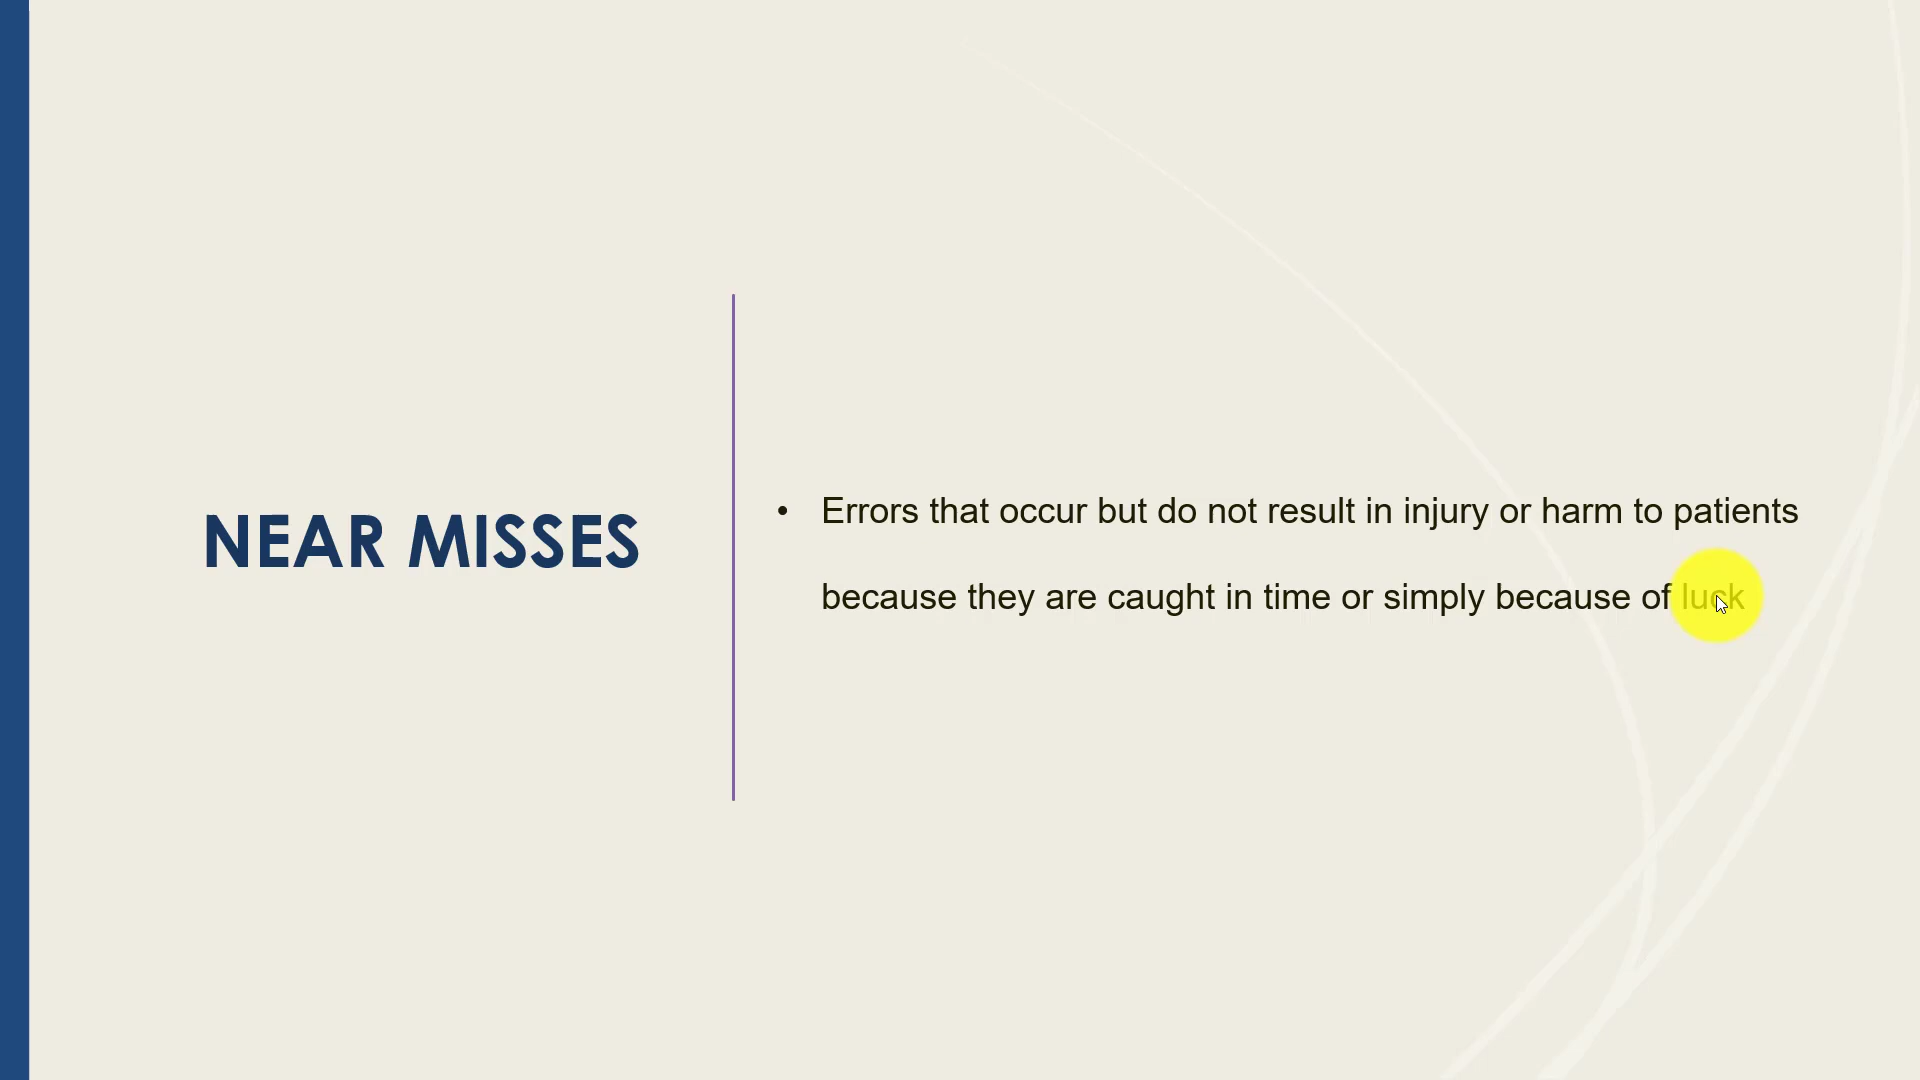 NEAR MISSES
• Errors that occur but do not result in injury or harm to patients
because they are caught in time or simply because of luck